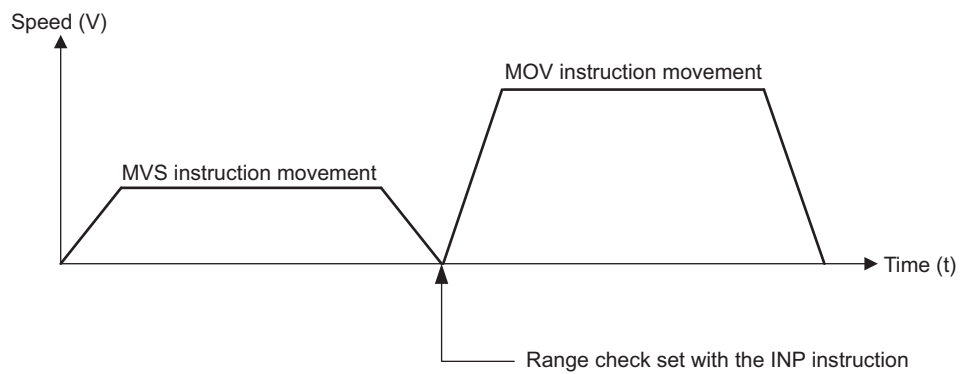 Speed (V)
MOV instruction movement
MVS instruction movement
Time (t)
Range check set with the INP instruction